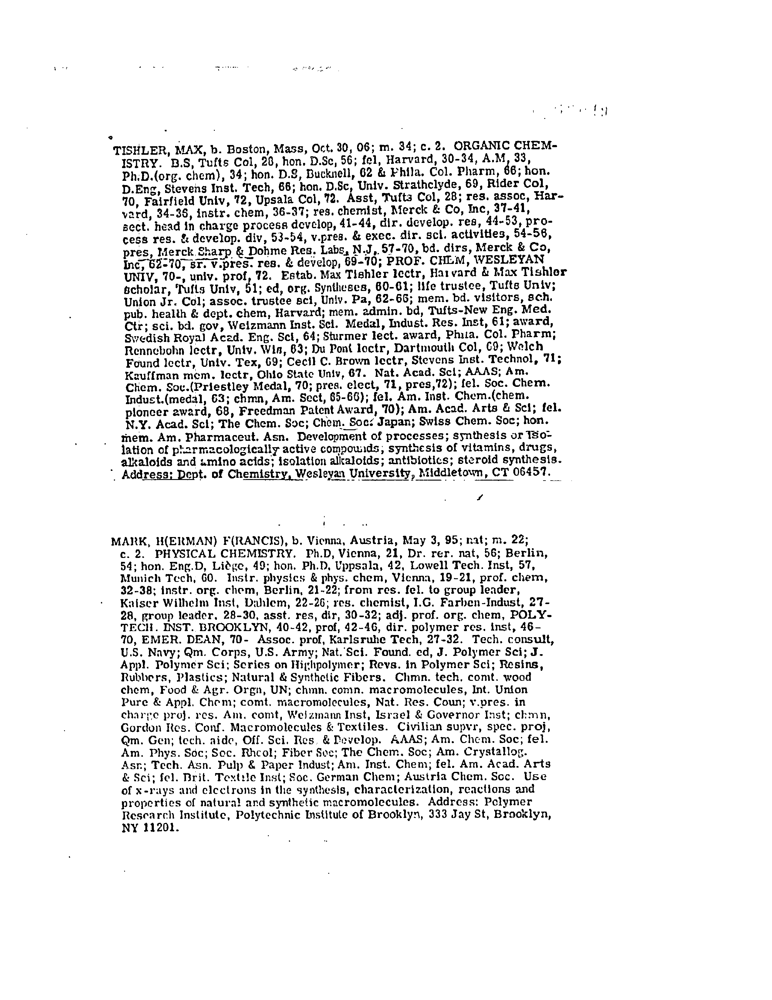 TISHLER, MAX, b. Boston, Mass, Oct. 30, 06; m. 34; c. 2. ORGANIC CHEM-
ISTRY. B.S, Tufts Col, 28, hon. D.Sc, 56; fel, Harvard, 30-34, A.M, 33,
Ph.D.(org. chem), 34; hon. D.S, Bucknell, 62 & Phila. Col. Pharm, 66; hon.
D.Eng, Stevens Inst. Tech, 66; hon. D.Sc, Univ. Strathclyde, 69, Rider Col,
70, Fairfield Univ, 72, Upsala Col, 72. Asst, Tufts Col, 28; res. assoc, Har-
vard, 34-36, instr. chem, 36-37; res. chemist, Merck & Co, Inc, 37-41,
sect. head in charge process develop, 41-44, dir. develop. res, 44-53, pro-
cess res. & develop. div, 53-54, v.pres. & exec. dir. sci. activities, 54-56,
pres, Merck Sharp & Dohme Res. Labs, N.J, 57-70, bd. dirs, Merck & Co,
Inc, 62-70, sr. v.pres. res. & develop, 69-70; PROF. CHEM, WESLEYAN
UNIV, 70-, univ. prof, 72. Estab. Max Tishler lectr, Harvard & Max Tishler
scholar, Tufts Univ, 51; ed, org. Syntheses, 60-61; life trustee, Tufts Univ;
Union Jr. Col; assoc. trustee sci, Univ. Pa, 62-66; mem. bd. visitors, sch.
pub. health & dept. chem, Harvard; mem. admin. bd, Tufts-New Eng. Med.
Ctr; sci. bd. gov, Weizmann Inst. Sci. Medal, Indust. Res. Inst, 61; award,
Swedish Royal Acad. Eng. Sci, 64; Sturmer lect. award, Phila. Col. Pharm;
Rennebohn lectr, Univ. Wis, 63; Du Pont lectr, Dartmouth Col, 69; Welch
Found lectr, Univ. Tex, 69; Cecil C. Brown lectr, Stevens Inst. Technol, 71;
Kauffman mem. lectr, Ohio State Univ, 67. Nat. Acad. Sci; AAAS; Am.
Chem. Soc.(Priestley Medal, 70; pres. elect, 71, pres,72); fel. Soc. Chem.
Indust.(medal, 63; chmn, Am. Sect, 65-66); fel. Am. Inst. Chem.(chem.
pioneer award, 68, Freedman Patent Award, 70); Am. Acad. Arts & Sci; fel.
N.Y. Acad. Sci; The Chem. Soc; Chem. Soc. Japan; Swiss Chem. Soc; hon.
mem. Am. Pharmaceut. Asn. Development of processes; synthesis or iso-
lation of pharmacologically active compounds; synthesis of vitamins, drugs,
alkaloids and amino acids; isolation alkaloids; antibiotics; steroid synthesis.
Address: Dept. of Chemistry, Wesleyan University, Middletown, CT 06457.
MARK, H(ERMAN) F(RANCIS), b. Vienna, Austria, May 3, 95; nat; m. 22;
c. 2. PHYSICAL CHEMISTRY. Ph.D, Vienna, 21, Dr. rer. nat, 56; Berlin,
54; hon. Eng.D, Liège, 49; hon. Ph.D, Uppsala, 42, Lowell Tech. Inst, 57,
Munich Tech, 60. Instr. physics & phys. chem, Vienna, 19-21, prof. chem,
32-38; instr. org. chem, Berlin, 21-22; from res. fel. to group leader,
Kaiser Wilhelm Inst, Dahlem, 22-26; res. chemist, I.G. Farben-Indust, 27-
28, group leader, 28-30, asst. res, dir, 30-32; adj. prof. org. chem, POLY-
TECH. INST. BROOKLYN, 40-42, prof, 42-46, dir. polymer res. inst, 46-
70, EMER. DEAN, 70- Assoc. prof, Karlsruhe Tech, 27-32. Tech. consult,
U.S. Navy; Qm. Corps, U.S. Army; Nat. Sci. Found. ed, J. Polymer Sci; J.
Appl. Polymer Sci; Series on Highpolymer; Revs. in Polymer Sci; Resins,
Rubbers, Plastics; Natural & Synthetic Fibers. Chmn. tech. comt. wood
chem, Food & Agr. Orgn, UN; chmn. comn. macromolecules, Int. Union
Pure & Appl. Chem; comt. macromolecules, Nat. Res. Coun; v.pres. in
charge proj. res. Am. comt, Weizmann Inst, Israel & Governor Inst; chmn,
Gordon Res. Conf. Macromolecules & Textiles. Civilian supvr, spec. proj,
Qm. Gen; tech. aide, Off. Sci. Res. & Develop. AAAS; Am. Chem. Soc; fel.
Am. Phys. Soc; Soc. Rheol; Fiber Soc; The Chem. Soc; Am. Crystallog.
Asn; Tech. Asn. Pulp & Paper Indust; Am. Inst. Chem; fel. Am. Acad. Arts
& Sci; fel. Brit. Textile Inst; Soc. German Chem; Austria Chem. Soc. Use
of x-rays and electrons in the synthesis, characterization, reactions and
properties of natural and synthetic macromolecules. Address: Polymer
Research Institute, Polytechnic Institute of Brooklyn, 333 Jay St, Brooklyn,
NY 11201.